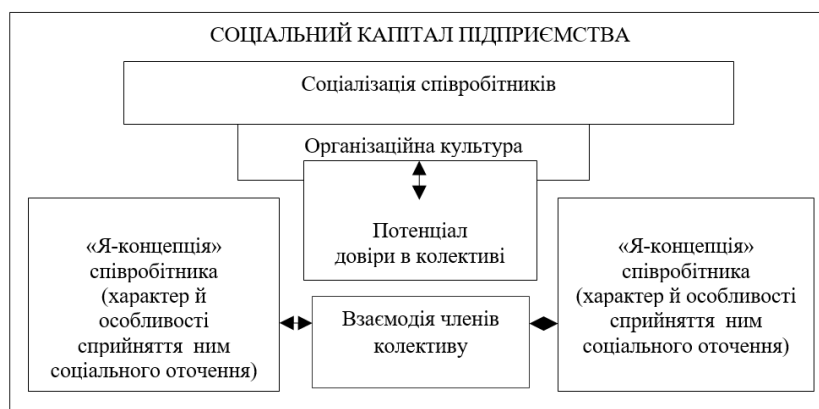 СОЦІАЛЬНИЙ КАПІТАЛ ПІДПРИЄМСТВА
Соціалізація співробітників
Організаційна культура
Потенціал
довіри в колективі
«Я-концепція»
співробітника
(характер й
особливості
сприйняття ним
соціального оточення)
Взаємодія членів
колективу
«Я-концепція»
співробітника
(характер й особливості
сприйняття ним
соціального оточення)